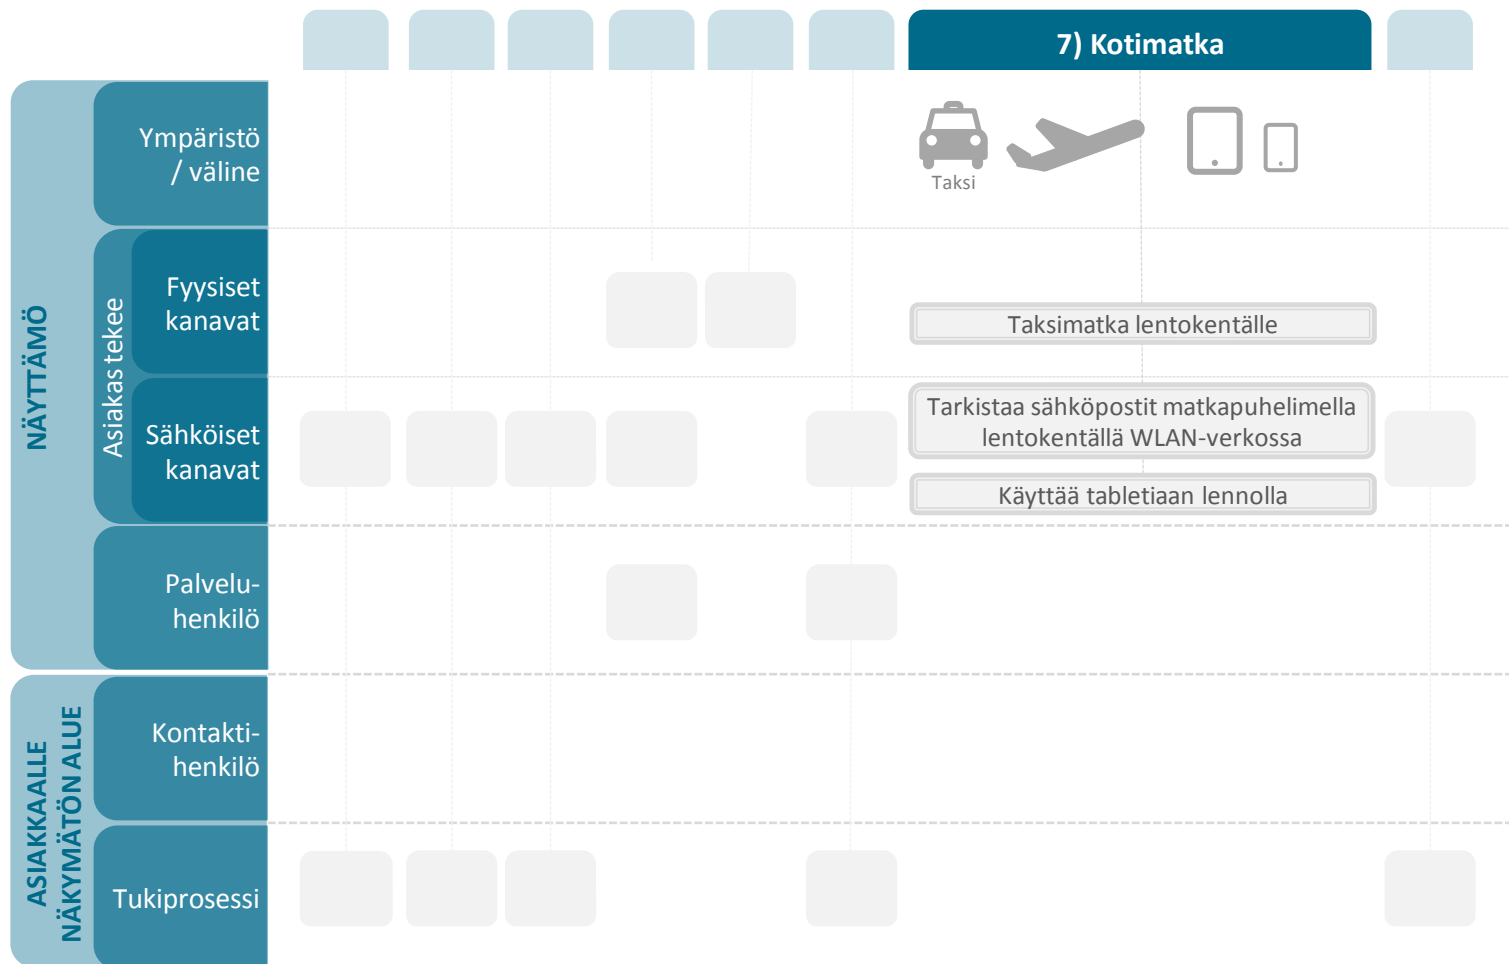 7) Kotimatka
NÄYTTÄMÖ
Ympäristö
/ väline
Taksi
Asiakas tekee
Fyysiset
kanavat
Taksimatka lentokentälle
Sähköiset
kanavat
Tarkistaa sähköpostit matkapuhelimella
lentokentällä WLAN-verkossa
Käyttää tabletiaan lennolla
Palvelu-
henkilö
ASIAKKAALLE
NÄKYMÄTÖN ALUE
Kontakti-
henkilö
Tukiprosessi